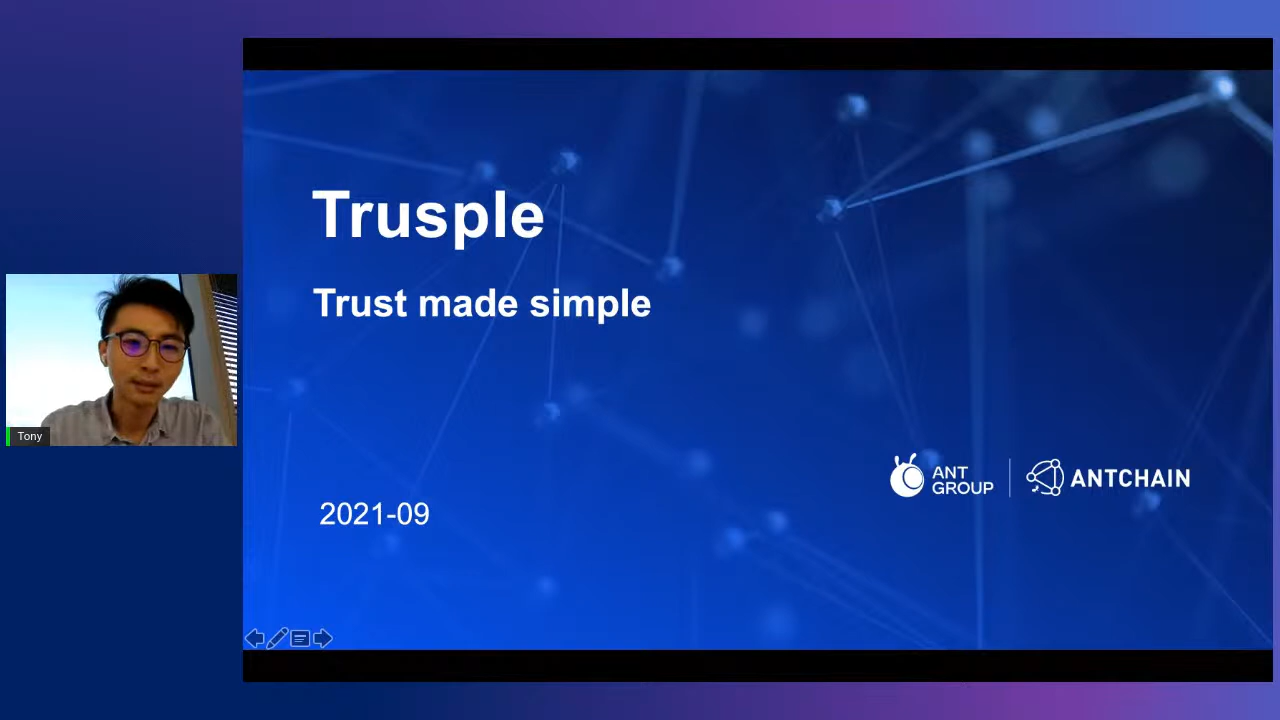 Trusple
Trust made simple
ANT
GROUP
ANTCHAIN
2021-09
Tony